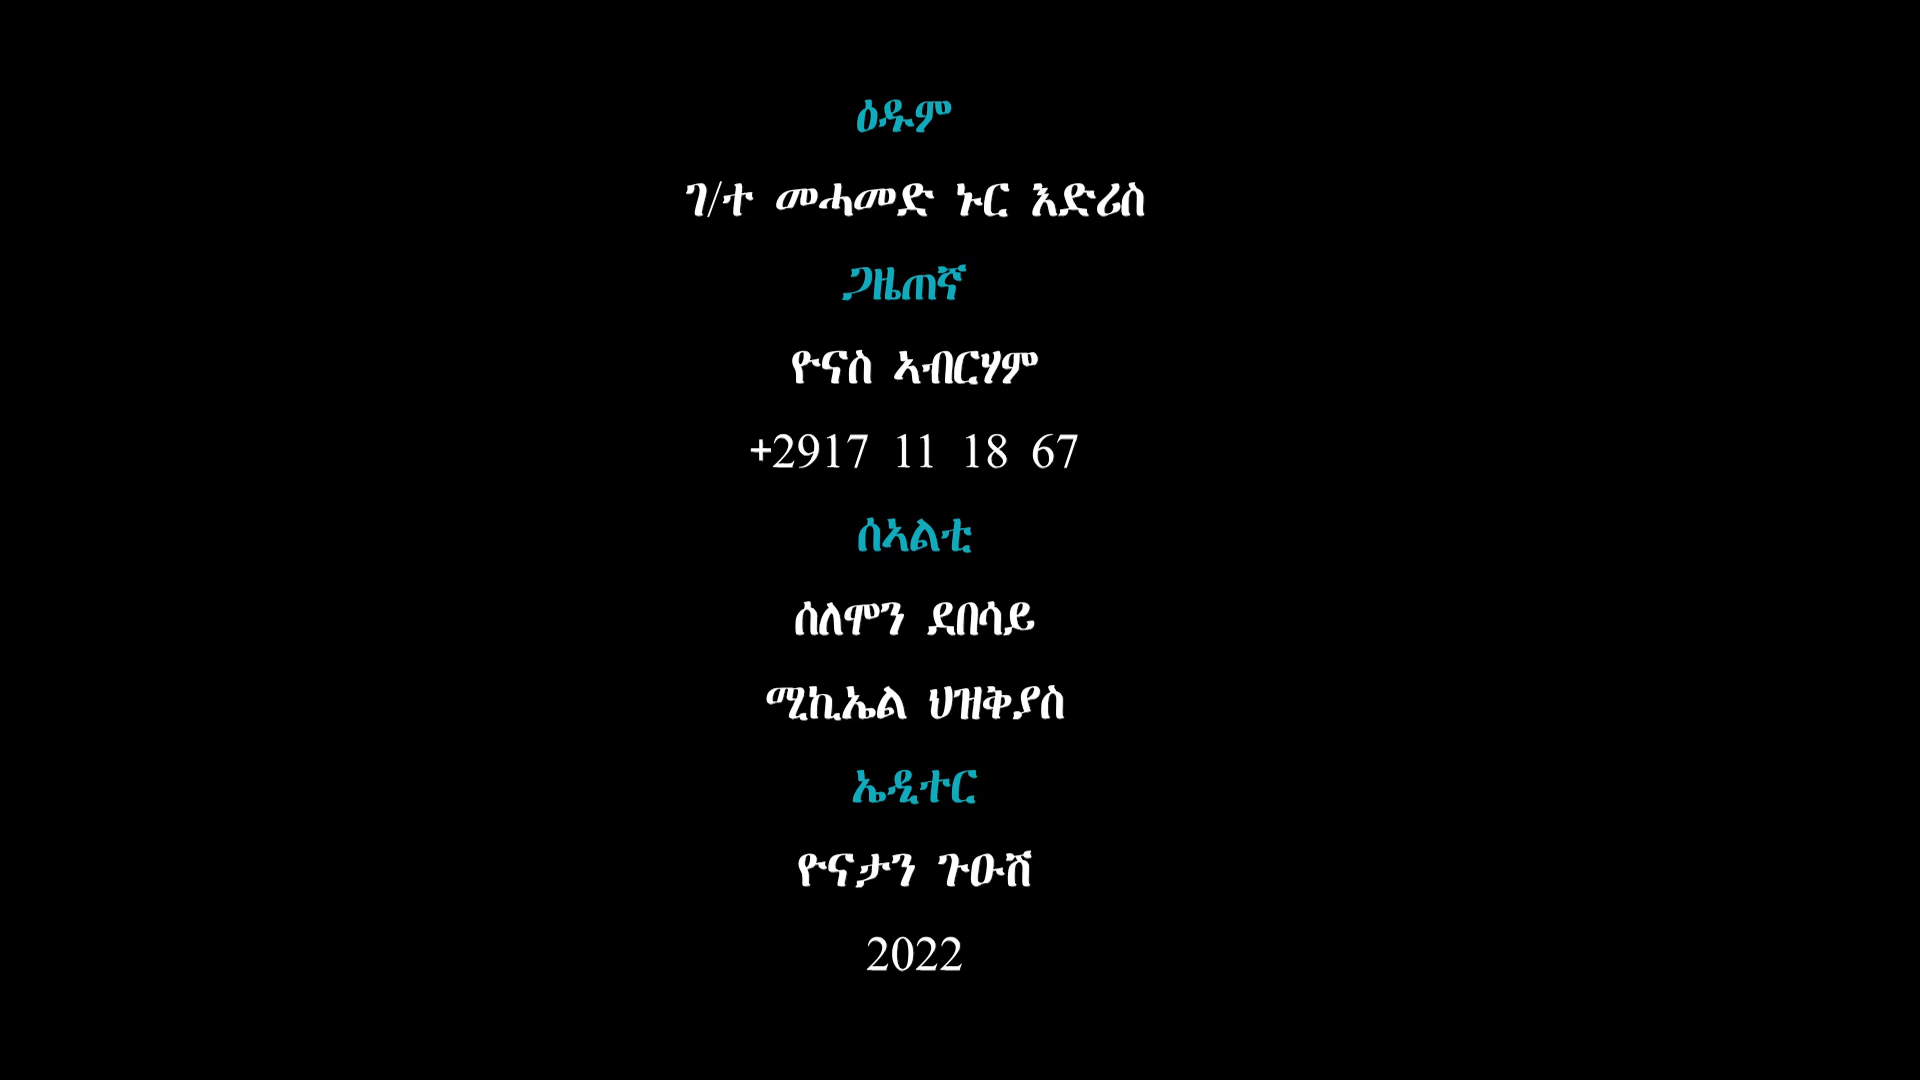 ዕዱም
ገ/ተ መሓመድ ኑር እድሪስ
ጋዜጠኛ
ዮናስ ኣብርሃም
+2917 11 18 67
ሰኣልቲ
ሰለሞን ደበሳይ
ሚኪኤል ህዝቅያስ
ኤዲተር
ዮናታን ጉዑሽ
2022